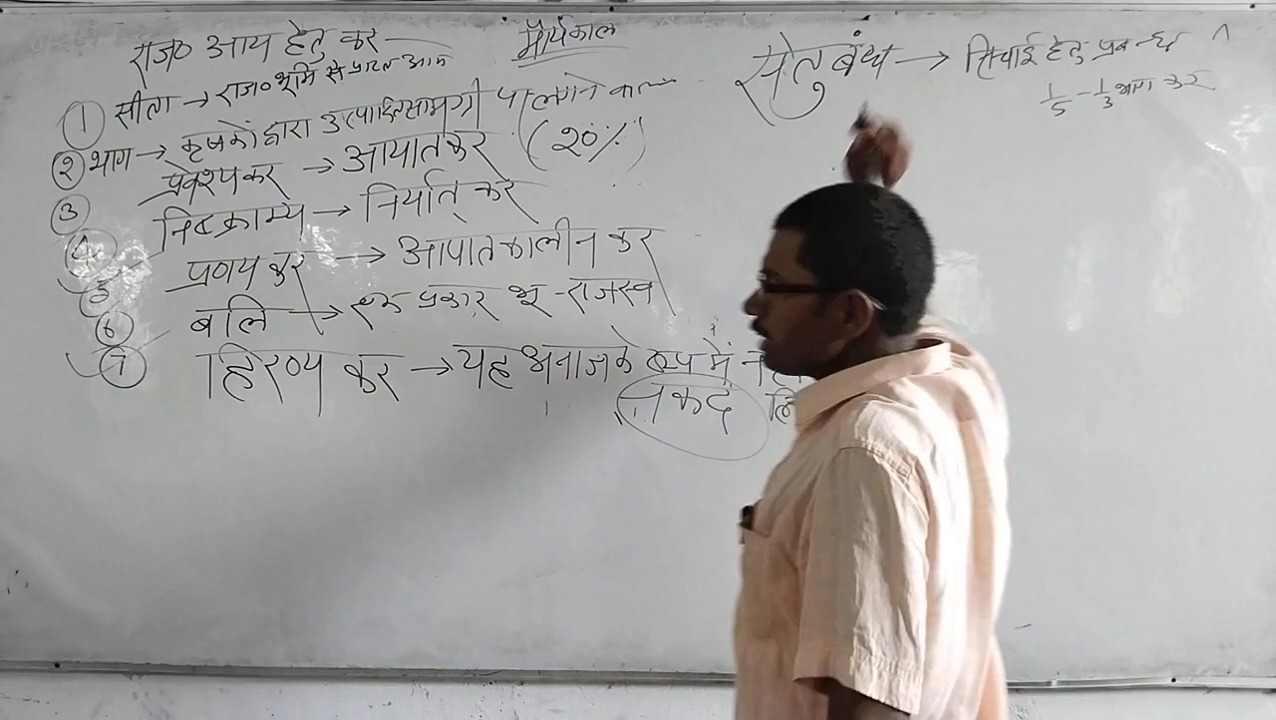 राज० आय हेतु कर
मौर्यकाल
① सीता → राज० भूमि से प्राप्त आय
② भाग → कृषकों द्वारा उत्पादित सामग्री पर लगने वाला
(२०%)
③ प्रवेश्य कर → आयात कर
④ निष्क्राम्य → निर्यात् कर
⑤ प्रणय कर → आपातकालीन कर
⑥ बलि → एक प्रकार भू-राजस्व
⑦ हिरण्य कर → यह अनाज के रूप में
नकद
सेतुबंध → सिंचाई हेतु प्रबन्ध
1/5 - 1/3 भाग कर